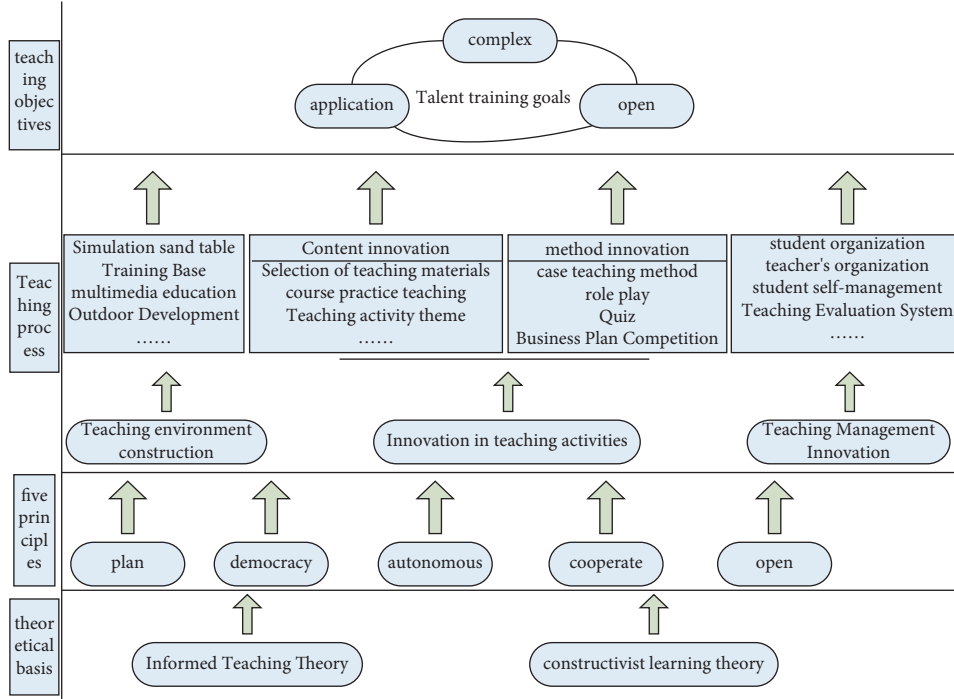 teach
ing
objec
tives
complex
application
Talent training goals
open
Teac
hing
proc
ess
Simulation sand table
Training Base
multimedia education
Outdoor Development
……
Content innovation
Selection of teaching materials
course practice teaching
Teaching activity theme
……
method innovation
case teaching method
role play
Quiz
Business Plan Competition
student organization
teacher's organization
student self-management
Teaching Evaluation System
……
Teaching environment
construction
Innovation in teaching activities
Teaching Management
Innovation
five
prin
cipl
es
plan
democracy
autonomous
cooperate
open
theor
etical
basis
Informed Teaching Theory
constructivist learning theory